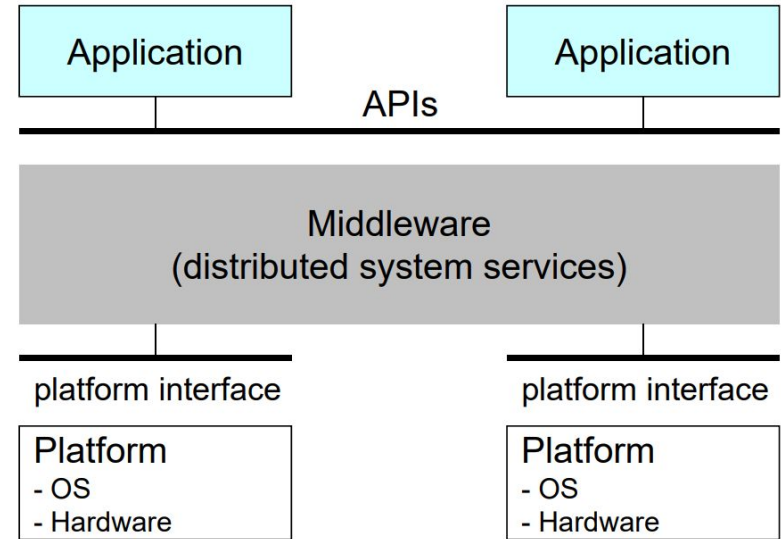 Application
Application
APIs
Middleware
(distributed system services)
platform interface
platform interface
Platform
- OS
- Hardware
Platform
- OS
- Hardware